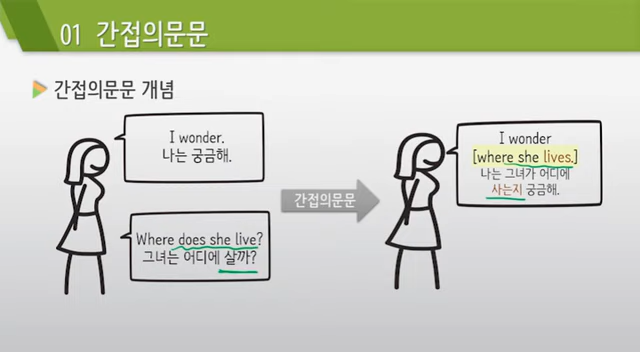 01 간접의문문
간접의문문 개념
I wonder.
나는 궁금해.
Where does she live?
그녀는 어디에 살까?
간접의문문
I wonder
[where she lives.]
나는 그녀가 어디에
사는지 궁금해.